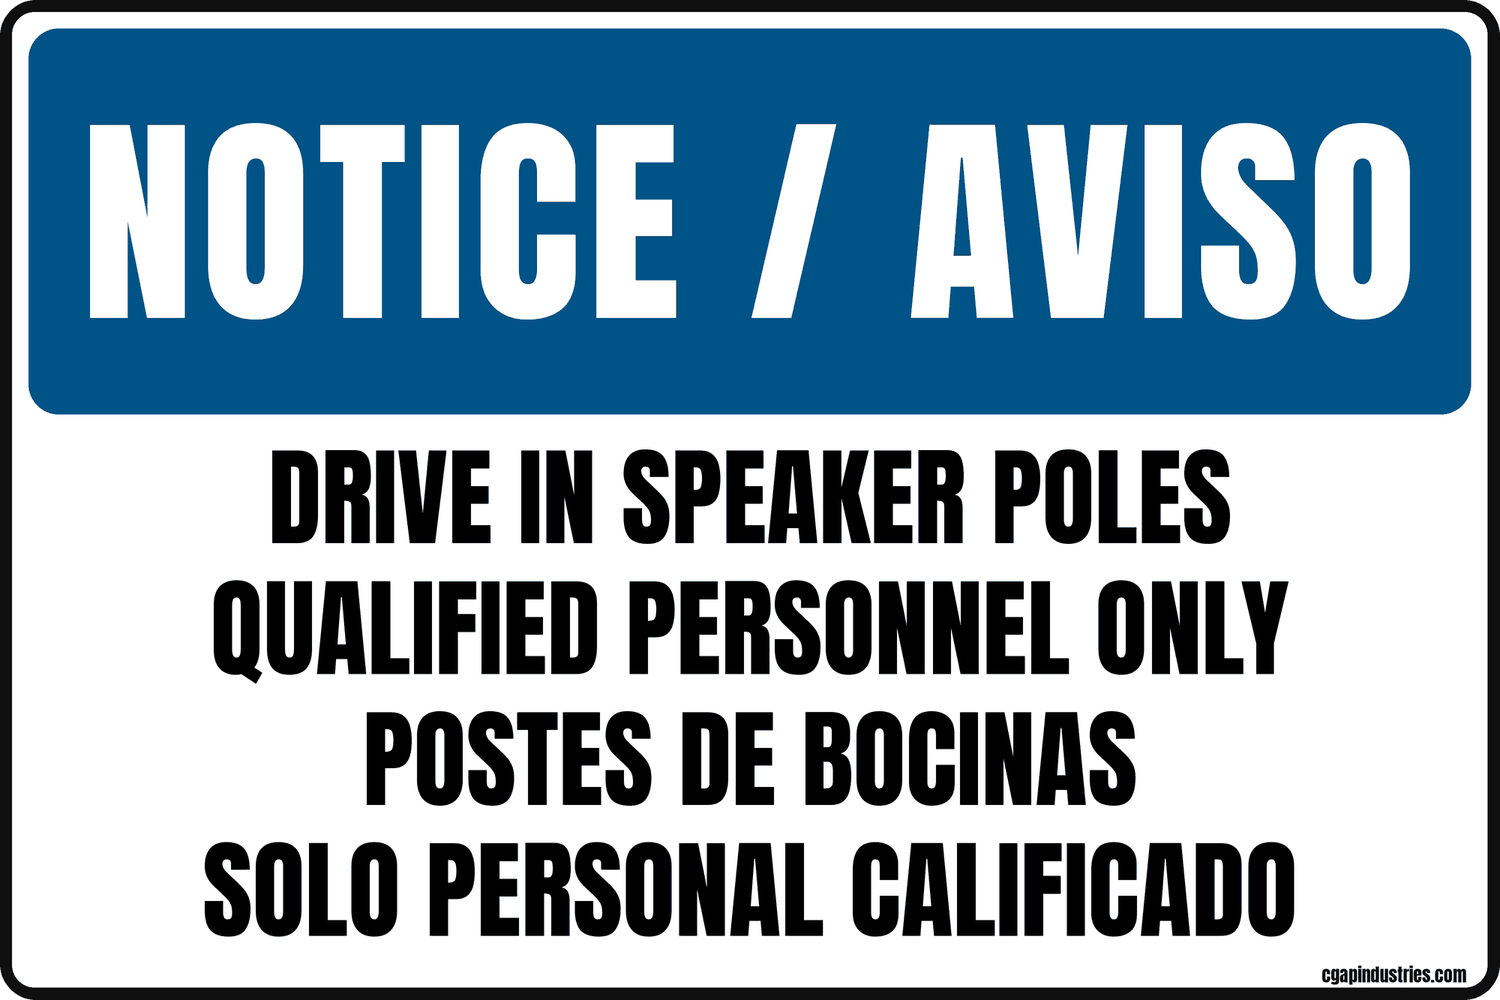 NOTICE / AVISO
DRIVE IN SPEAKER POLES
QUALIFIED PERSONNEL ONLY
POSTES DE BOCINAS
SOLO PERSONAL CALIFICADO
cgapindustries.com